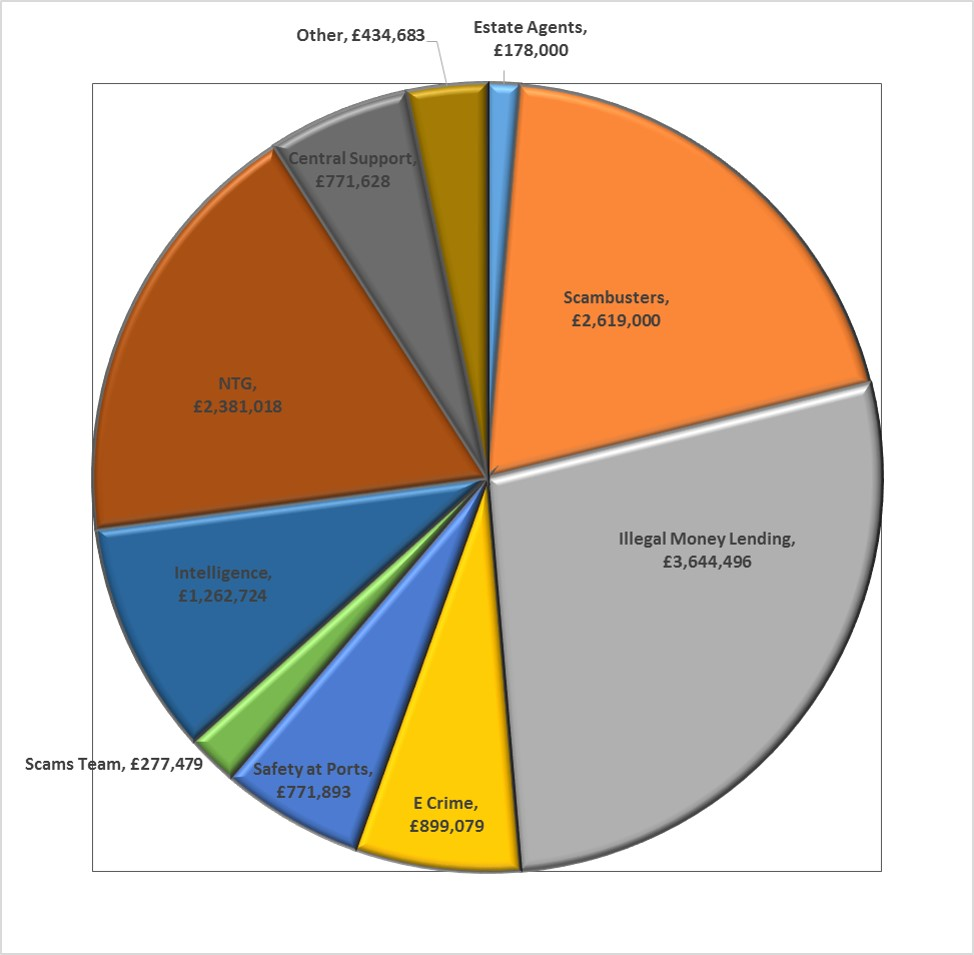 Other, £434,683
Estate Agents,
£178,000
Central Support,
£771,628
Scambusters,
£2,619,000
NTG,
£2,381,018
Illegal Money Lending,
£3,644,496
Intelligence,
£1,262,724
Scams Team, £277,479
Safety at Ports,
£771,893
E Crime,
£899,079